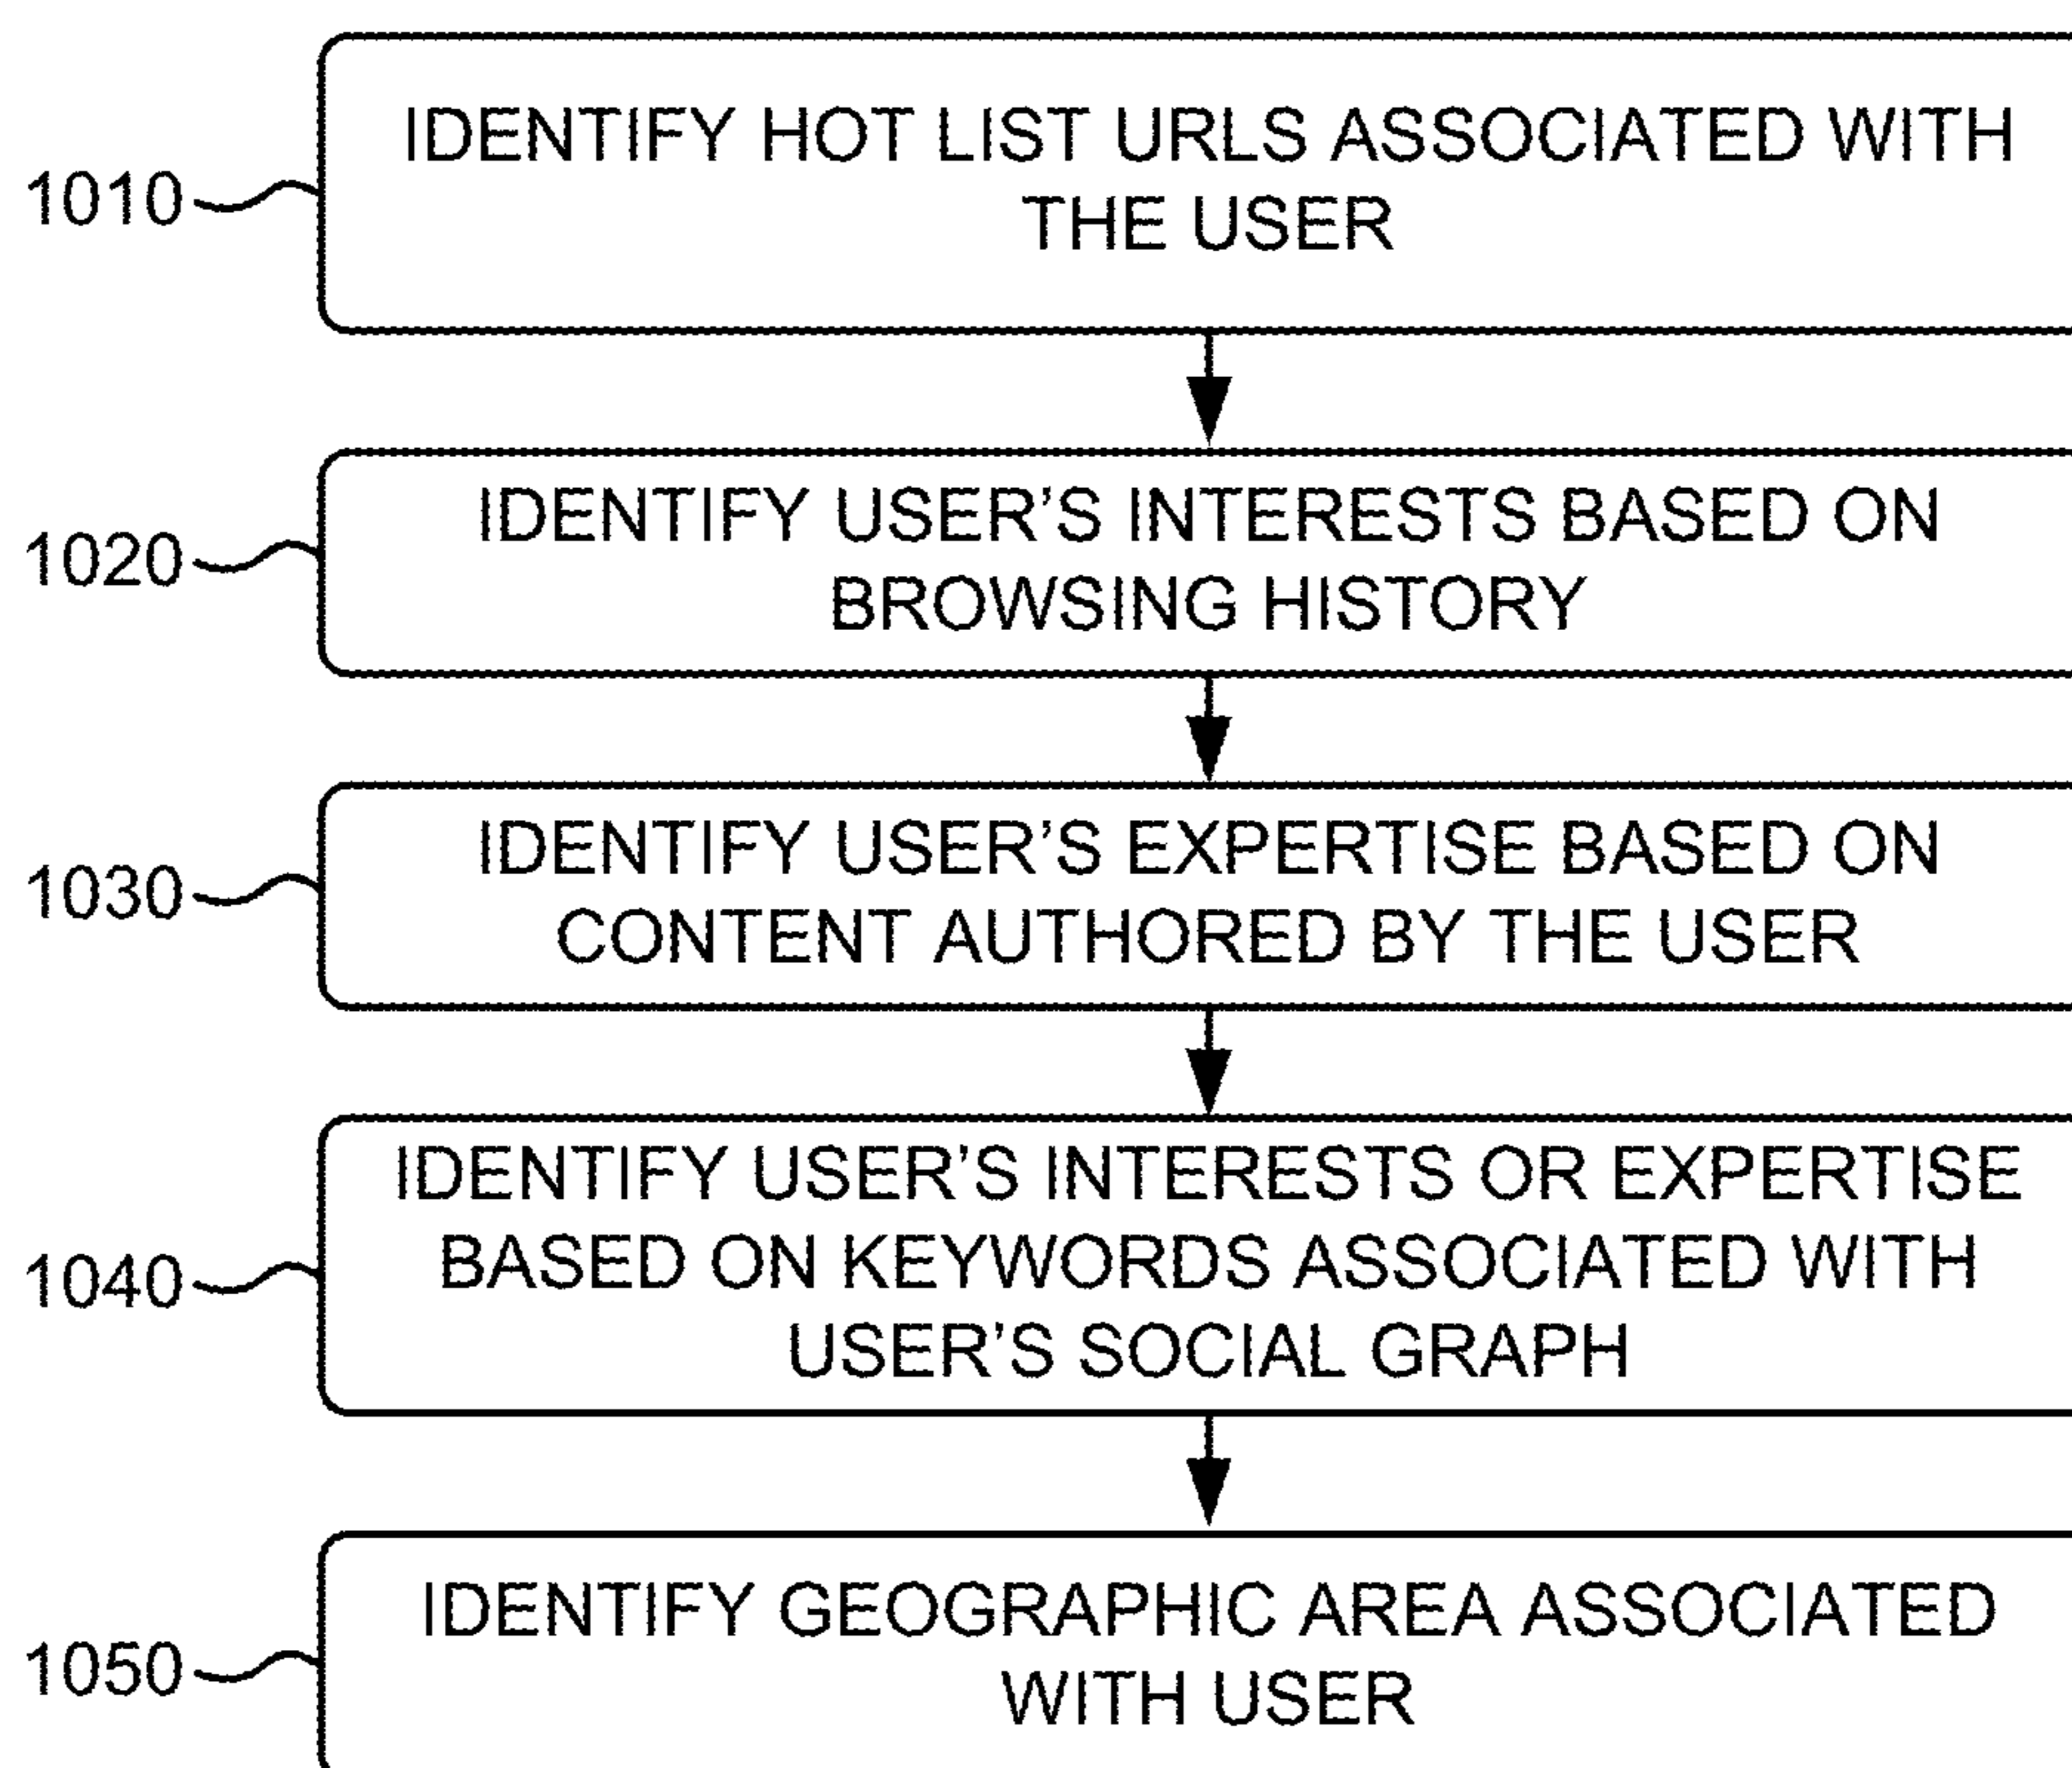 IDENTIFY HOT LIST URLS ASSOCIATED WITH
THE USER
1010
IDENTIFY USER'S INTERESTS BASED ON
BROWSING HISTORY
1020
IDENTIFY USER'S EXPERTISE BASED ON
CONTENT AUTHORED BY THE USER
1030
IDENTIFY USER'S INTERESTS OR EXPERTISE
BASED ON KEYWORDS ASSOCIATED WITH
USER'S SOCIAL GRAPH
1040
IDENTIFY GEOGRAPHIC AREA ASSOCIATED
WITH USER
1050